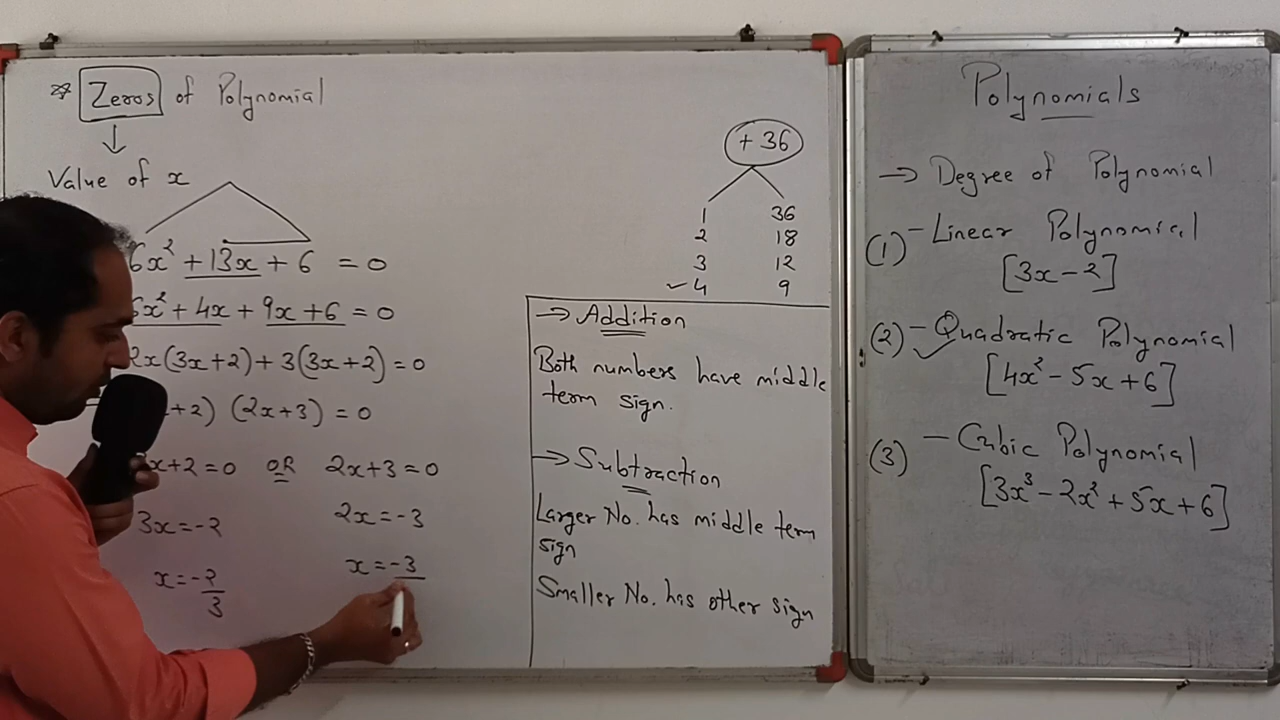 * Zeros of Polynomial
Value of x
6x² + 13x + 6 = 0
6x² + 4x + 9x + 6 = 0
2x(3x+2) + 3(3x+2) = 0
+2) (2x+3) = 0
x+2=0 OR 2x+3=0
3x=-2 2x=-3
x=-2/3 x=-3
+36
1 36
2 18
3 12
✓4 9
→ Addition
Both numbers have middle
term sign.
→ Subtraction
Larger No. has middle term
sign
Smaller No. has other sign
Polynomials
→ Degree of Polynomial
(1) - Linear Polynomial
[3x-2]
(2) - Quadratic Polynomial
[4x² - 5x + 6]
(3) - Cubic Polynomial
[3x³ - 2x² + 5x + 6]